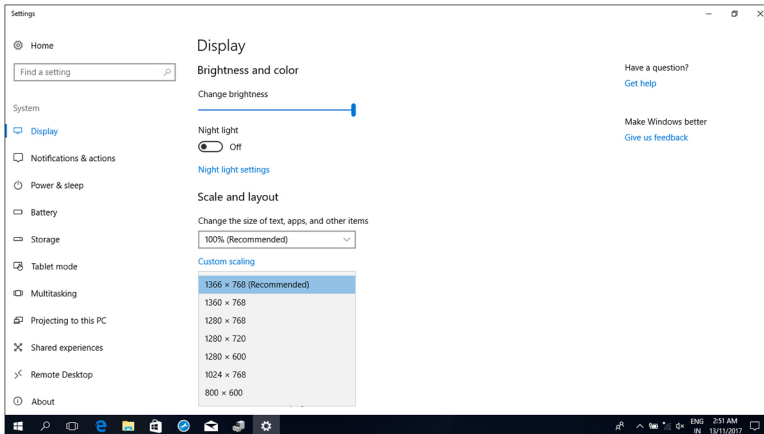 Settings
Home
Find a setting
System
Display
Notifications & actions
Power & sleep
Battery
Storage
Tablet mode
Multitasking
Projecting to this PC
Shared experiences
Remote Desktop
About
Display
Brightness and color
Change brightness
Night light
Off
Night light settings
Scale and layout
Change the size of text, apps, and other items
100% (Recommended)
Custom scaling
1366 × 768 (Recommended)
1360 × 768
1280 × 768
1280 × 720
1280 × 600
1024 × 768
800 × 600
Have a question?
Get help
Make Windows better
Give us feedback
ENG
IN
2:51 AM
13/11/2017